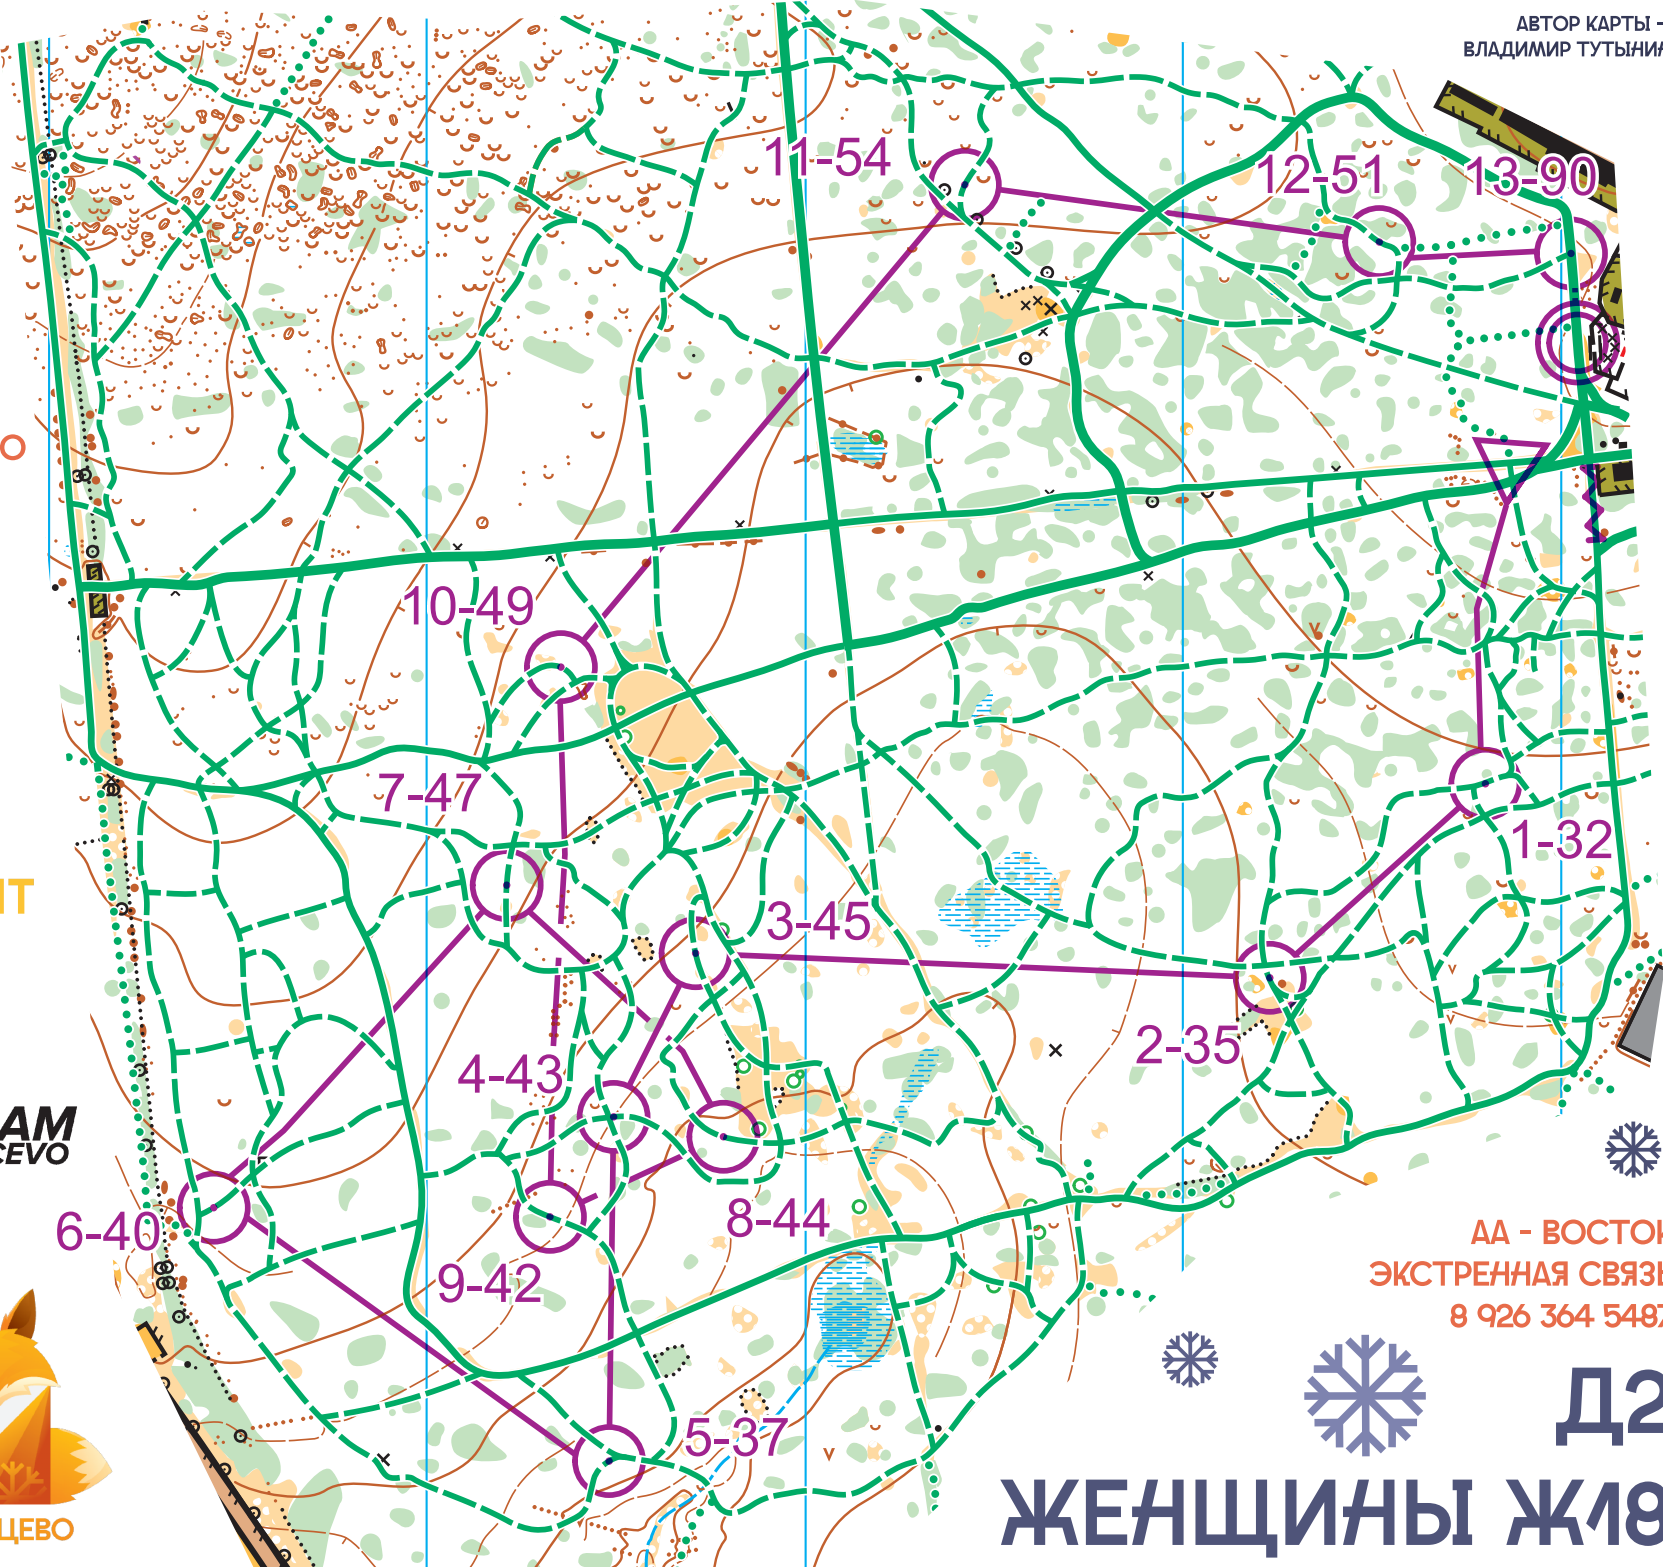 АВТОР КАРТЫ -
ВЛАДИМИР ТУТЫНИН
11-54
12-51
13-90
10-49
7-47
1-32
3-45
2-35
4-43
6-40
8-44
9-42
5-37
АА - ВОСТОК
ЭКСТРЕННАЯ СВЯЗЬ
8 926 364 5487
Д2
ЖЕНЩИНЫ Ж18
О
НТ
AM
CEVO
ЦЕВО